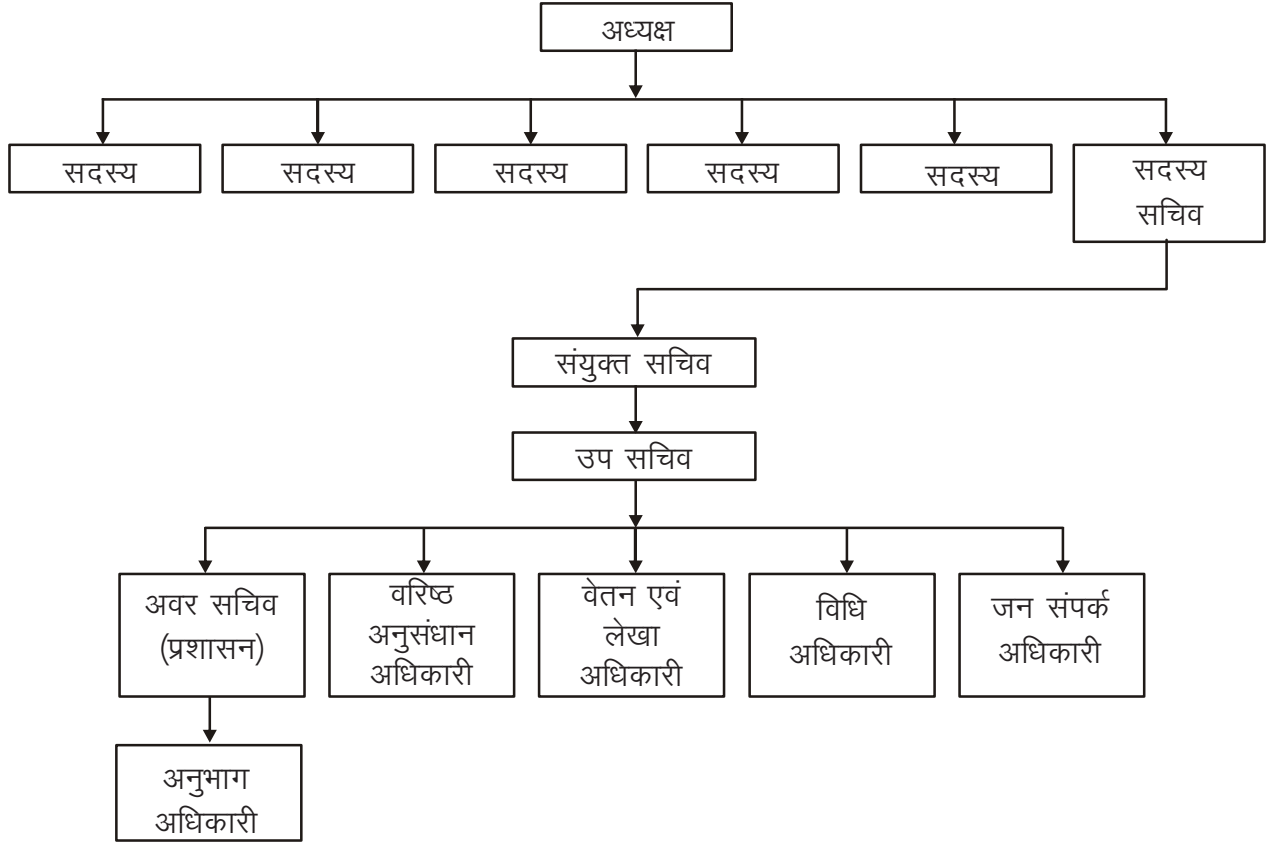 अध्यक्ष
सदस्य
सदस्य
सदस्य
सदस्य
सदस्य
सदस्य
सचिव
संयुक्त सचिव
उप सचिव
अवर सचिव
(प्रशासन)
वरिष्ठ
अनुसंधान
अधिकारी
वेतन एवं
लेखा
अधिकारी
विधि
अधिकारी
जन संपर्क
अधिकारी
अनुभाग
अधिकारी